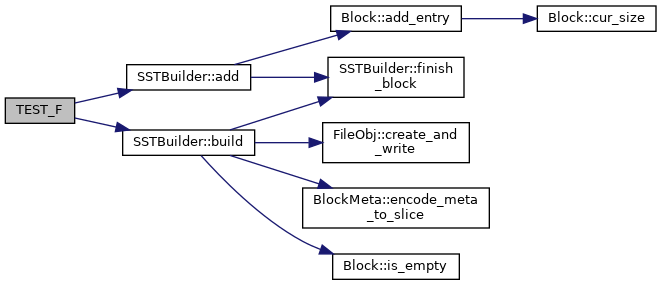 TEST_F
SSTBuilder::add
SSTBuilder::build
Block::add_entry
SSTBuilder::finish
_block
FileObj::create_and
_write
BlockMeta::encode_meta
_to_slice
Block::is_empty
Block::cur_size